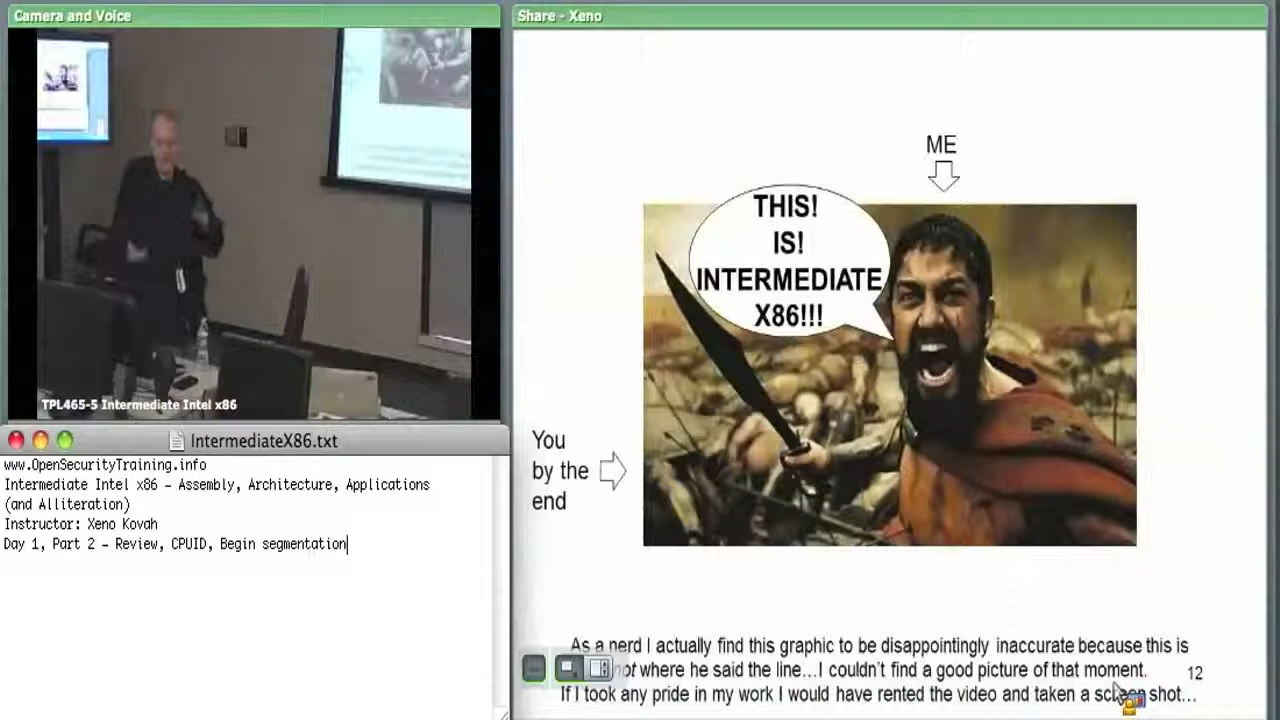 Camera and Voice
TPL465-5 Intermediate Intel x86
IntermediateX86.txt
www.OpenSecurityTraining.info
Intermediate Intel x86 – Assembly, Architecture, Applications
(and Alliteration)
Instructor: Xeno Kovah
Day 1, Part 2 – Review, CPUID, Begin segmentation
Share - Xeno
ME
THIS!
IS!
INTERMEDIATE
X86!!!
You
by the
end
As a nerd I actually find this graphic to be disappointingly inaccurate because this is
not where he said the line...I couldn't find a good picture of that moment.
12
If I took any pride in my work I would have rented the video and taken a screen shot...